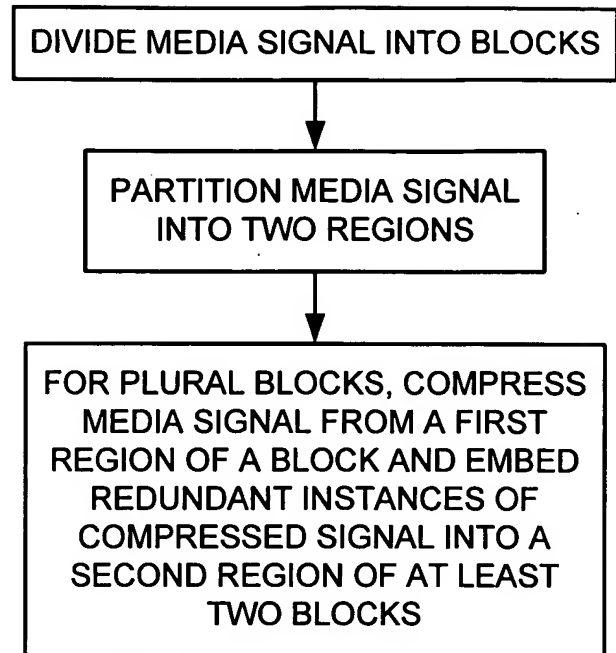 DIVIDE MEDIA SIGNAL INTO BLOCKS
PARTITION MEDIA SIGNAL
INTO TWO REGIONS
FOR PLURAL BLOCKS, COMPRESS
MEDIA SIGNAL FROM A FIRST
REGION OF A BLOCK AND EMBED
REDUNDANT INSTANCES OF
COMPRESSED SIGNAL INTO A
SECOND REGION OF AT LEAST
TWO BLOCKS